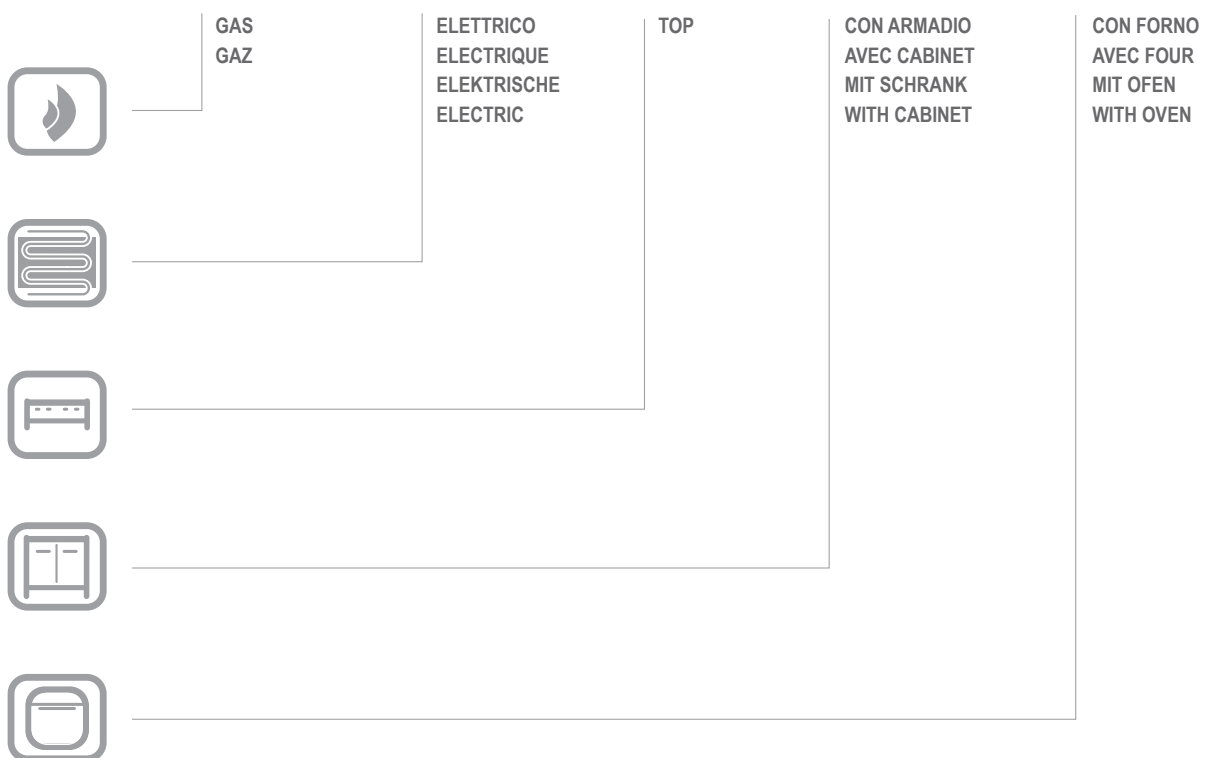 GAS
GAZ
ELETTRICO
ELECTRIQUE
ELEKTRISCHE
ELECTRIC
TOP
CON ARMADIO
AVEC CABINET
MIT SCHRANK
WITH CABINET
CON FORNO
AVEC FOUR
MIT OFEN
WITH OVEN